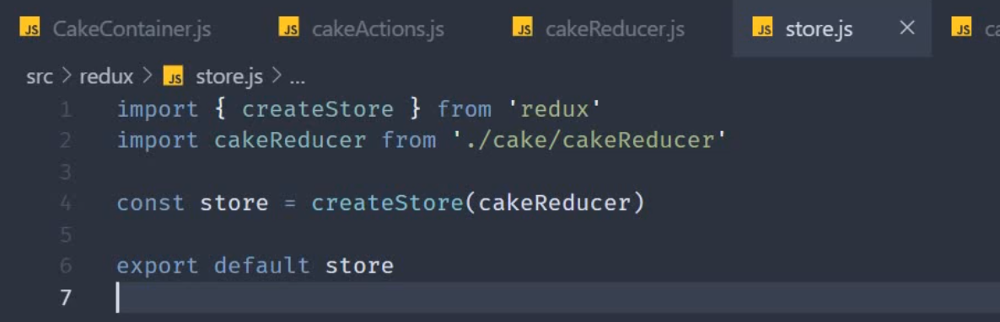 JS CakeContainer.js JS cakeActions.js JS cakeReducer.js JS store.js × JS ca
src > redux > JS store.js > ...
1 import { createStore } from 'redux'
2 import cakeReducer from './cake/cakeReducer'
3
4 const store = createStore(cakeReducer)
5
6 export default store
7